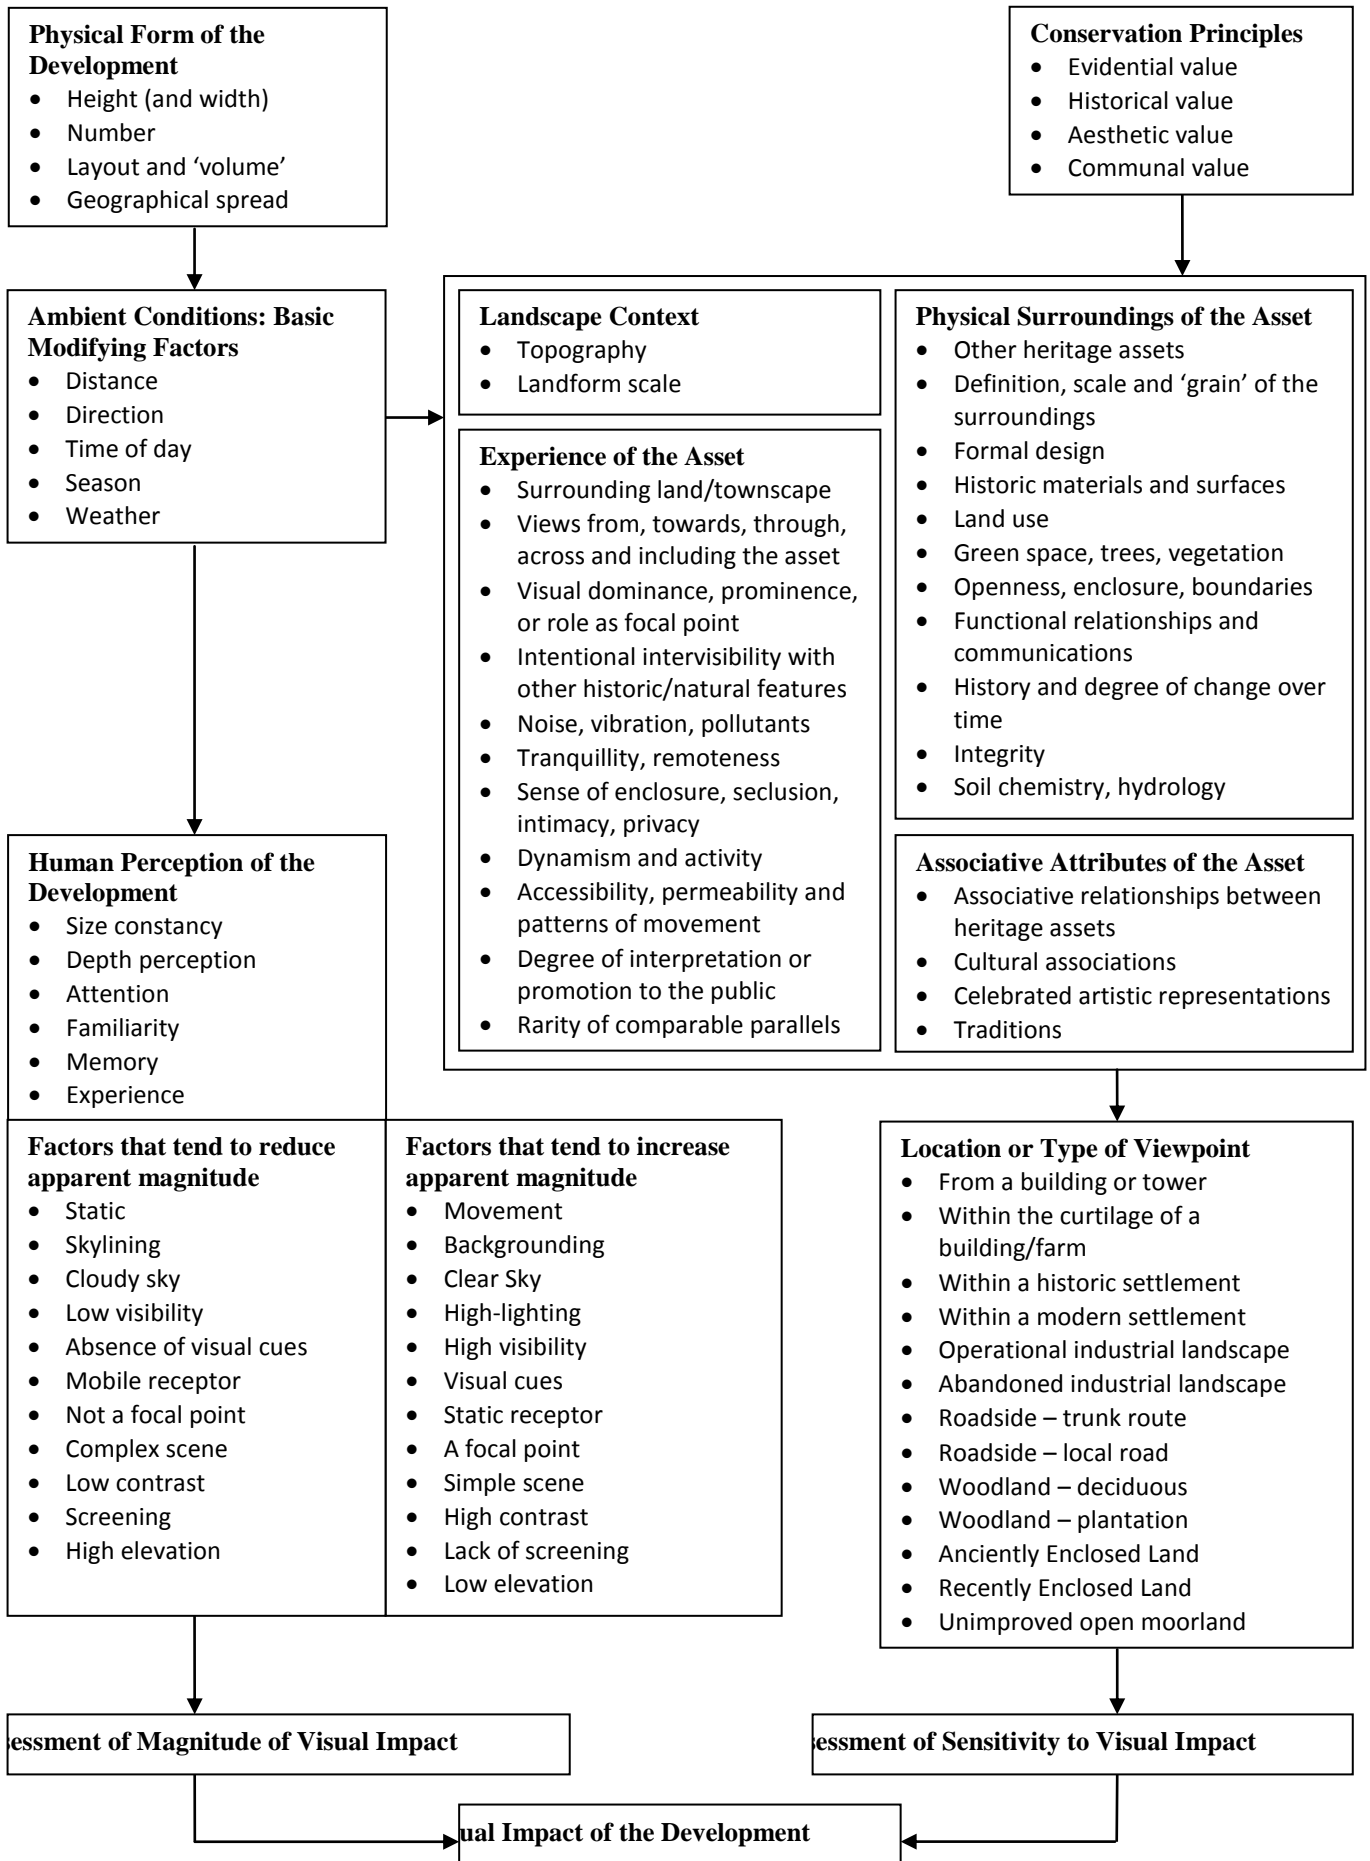 Physical Form of the
Development
• Height (and width)
• Number
• Layout and ‘volume’
• Geographical spread
Conservation Principles
• Evidential value
• Historical value
• Aesthetic value
• Communal value
Ambient Conditions: Basic
Modifying Factors
• Distance
• Direction
• Time of day
• Season
• Weather
Landscape Context
• Topography
• Landform scale
Experience of the Asset
• Surrounding land/townscape
• Views from, towards, through,
across and including the asset
• Visual dominance, prominence,
or role as focal point
• Intentional intervisibility with
other historic/natural features
• Noise, vibration, pollutants
• Tranquillity, remoteness
• Sense of enclosure, seclusion,
intimacy, privacy
• Dynamism and activity
• Accessibility, permeability and
patterns of movement
• Degree of interpretation or
promotion to the public
• Rarity of comparable parallels
Physical Surroundings of the Asset
• Other heritage assets
• Definition, scale and ‘grain’ of the
surroundings
• Formal design
• Historic materials and surfaces
• Land use
• Green space, trees, vegetation
• Openness, enclosure, boundaries
• Functional relationships and
communications
• History and degree of change over
time
• Integrity
• Soil chemistry, hydrology
Associative Attributes of the Asset
• Associative relationships between
heritage assets
• Cultural associations
• Celebrated artistic representations
• Traditions
Human Perception of the
Development
• Size constancy
• Depth perception
• Attention
• Familiarity
• Memory
• Experience
Factors that tend to reduce
apparent magnitude
• Static
• Skylining
• Cloudy sky
• Low visibility
• Absence of visual cues
• Mobile receptor
• Not a focal point
• Complex scene
• Low contrast
• Screening
• High elevation
Factors that tend to increase
apparent magnitude
• Movement
• Backgrounding
• Clear Sky
• High-lighting
• High visibility
• Visual cues
• Static receptor
• A focal point
• Simple scene
• High contrast
• Lack of screening
• Low elevation
Location or Type of Viewpoint
• From a building or tower
• Within the curtilage of a
building/farm
• Within a historic settlement
• Within a modern settlement
• Operational industrial landscape
• Abandoned industrial landscape
• Roadside – trunk route
• Roadside – local road
• Woodland – deciduous
• Woodland – plantation
• Anciently Enclosed Land
• Recently Enclosed Land
• Unimproved open moorland
sessment of Magnitude of Visual Impact
sessment of Sensitivity to Visual Impact
ual Impact of the Development